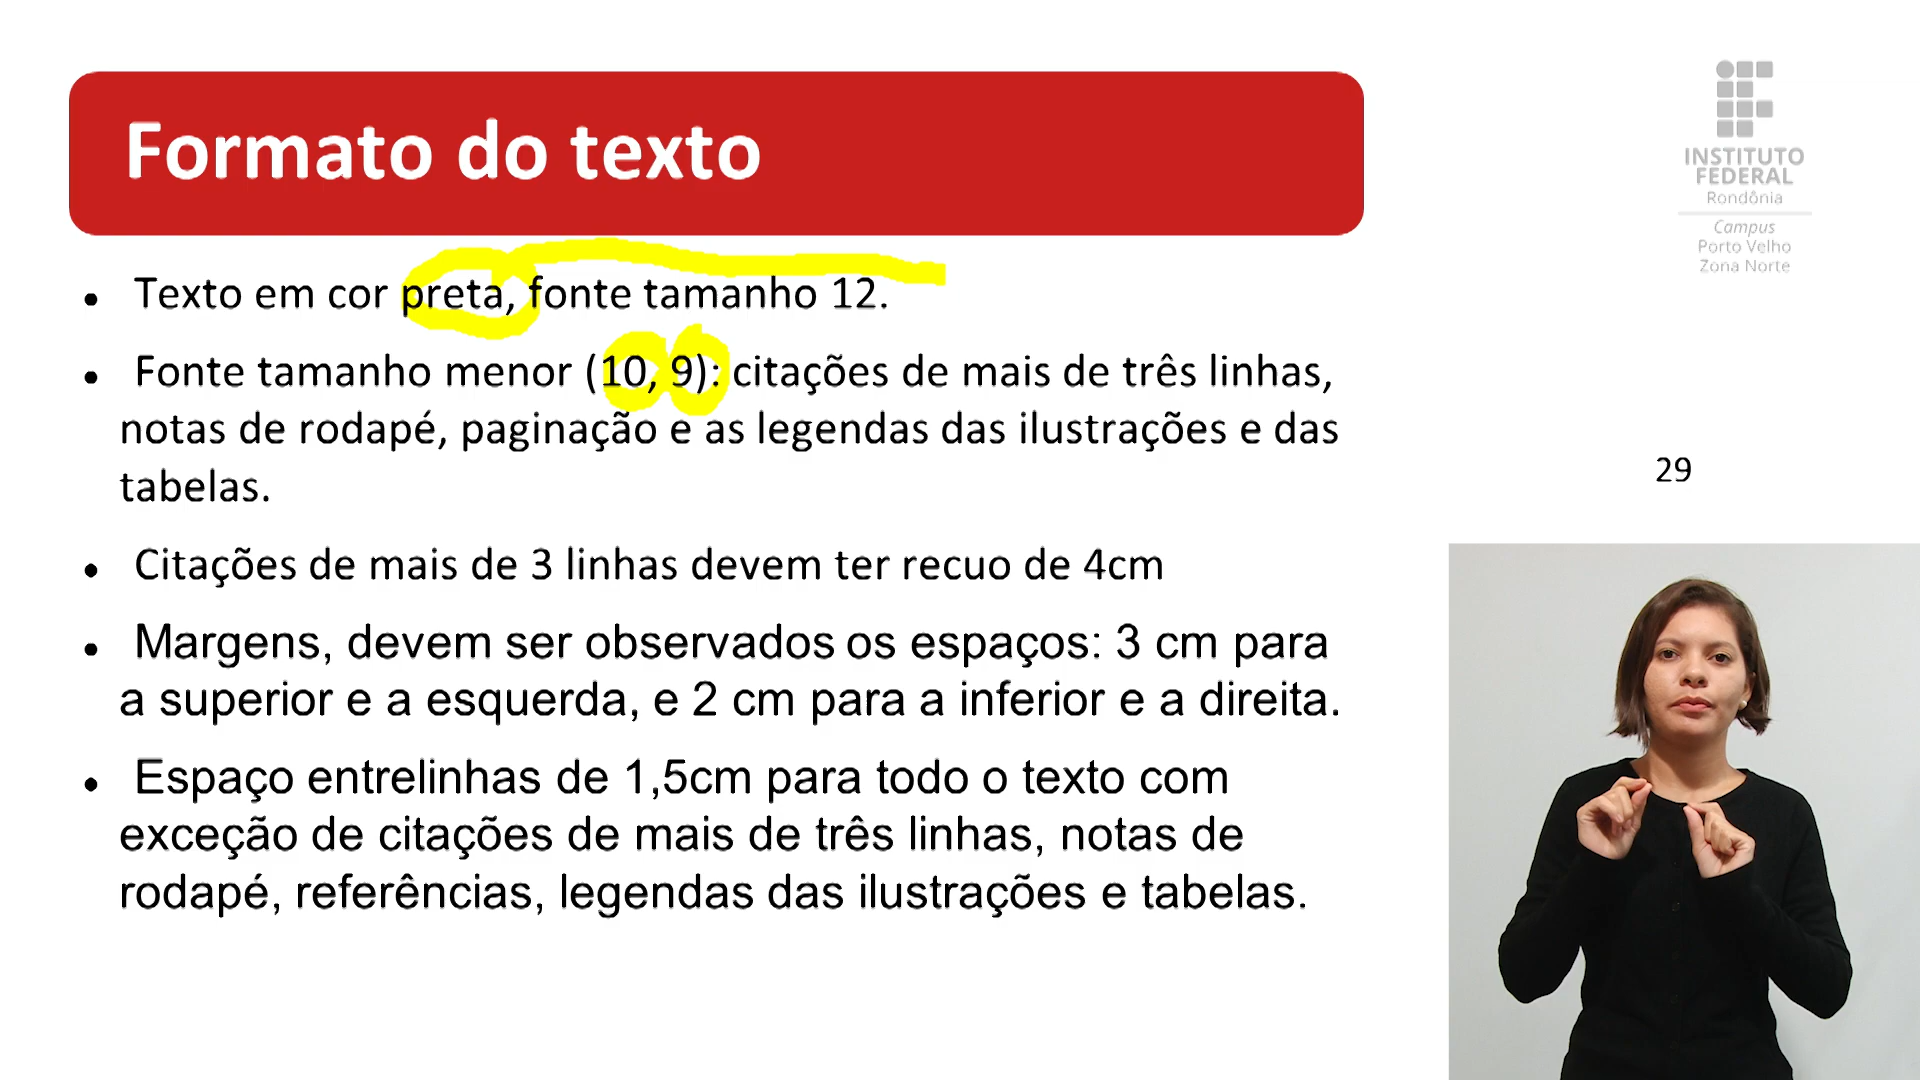 Formato do texto
INSTITUTO
FEDERAL
Rondônia
Campus
Porto Velho
Zona Norte
• Texto em cor preta, fonte tamanho 12.
• Fonte tamanho menor (10, 9): citações de mais de três linhas,
notas de rodapé, paginação e as legendas das ilustrações e das
tabelas.
29
• Citações de mais de 3 linhas devem ter recuo de 4cm
• Margens, devem ser observados os espaços: 3 cm para
a superior e a esquerda, e 2 cm para a inferior e a direita.
• Espaço entrelinhas de 1,5cm para todo o texto com
exceção de citações de mais de três linhas, notas de
rodapé, referências, legendas das ilustrações e tabelas.